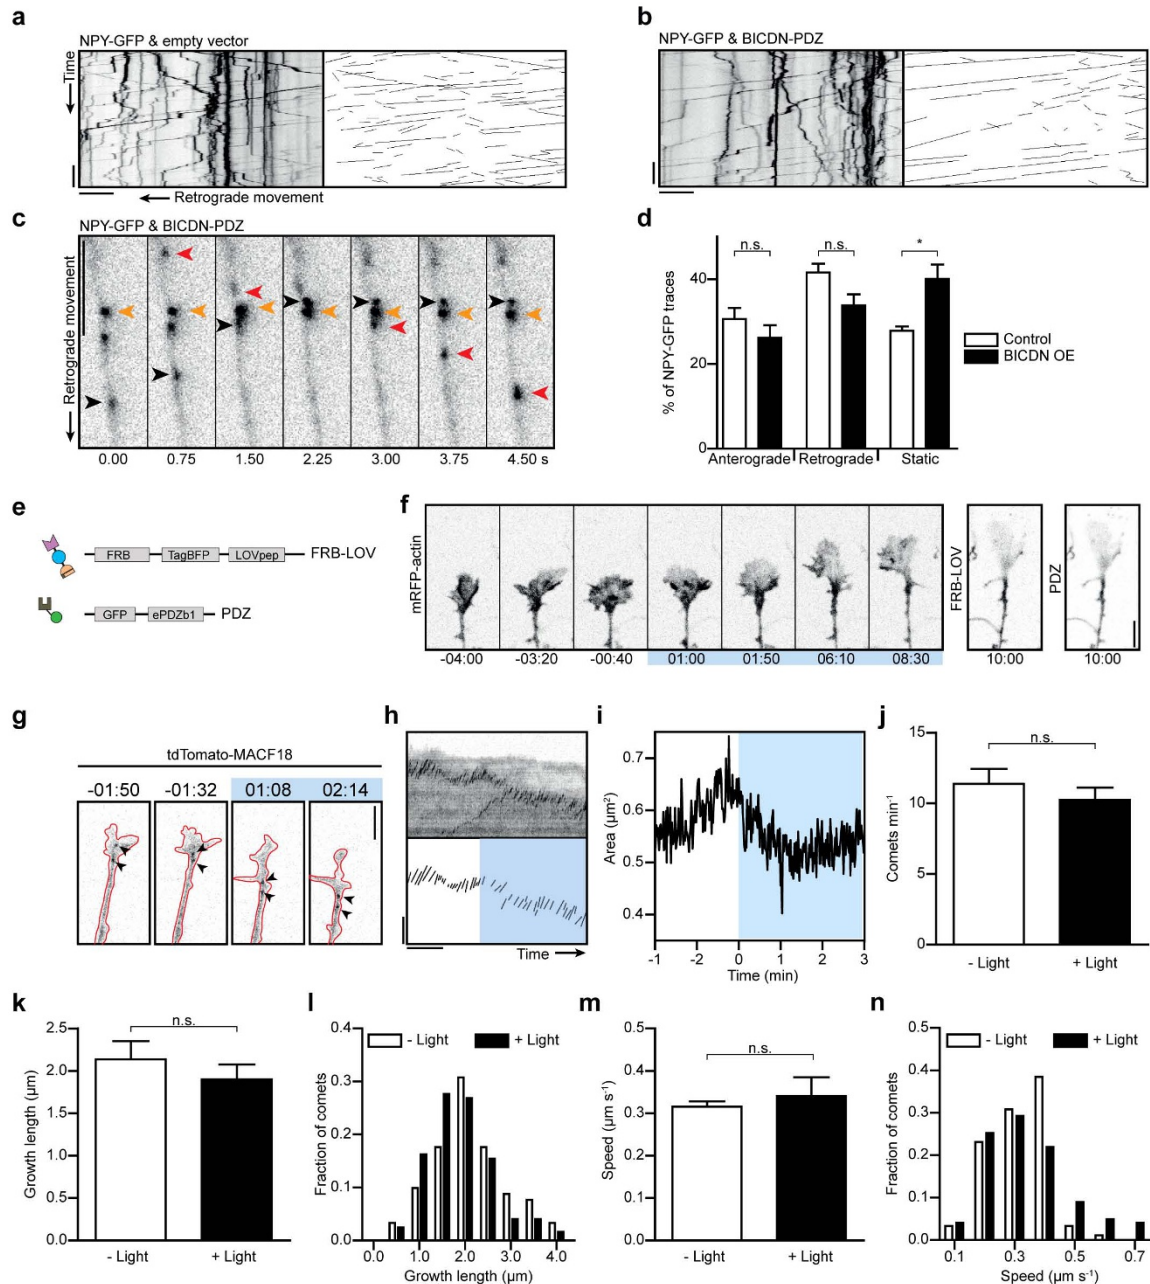 a
NPY-GFP & empty vector
Time
Retrograde movement
b
NPY-GFP & BICDN-PDZ
c
NPY-GFP & BICDN-PDZ
Retrograde movement
0.00 0.75 1.50 2.25 3.00 3.75 4.50 s
d
% of NPY-GFP traces
40
20
0
n.s. n.s. *
Anterograde Retrograde Static
Control
BICDN OE
e
FRB TagBFP LOVpep FRB-LOV
GFP ePDZb1 PDZ
f
mRFP-actin
-04:00 -03:20 -00:40 01:00 01:50 06:10 08:30
FRB-LOV
10:00
PDZ
10:00
g
tdTomato-MACF18
-01:50 -01:32 01:08 02:14
h
Time
i
Area (µm²)
0.7
0.6
0.5
0.4
-1 -2 0 1 2 3
Time (min)
j
Comets min⁻¹
15
10
5
0
n.s.
- Light + Light
k
Growth length (µm)
2.5
2.0
1.5
1.0
0.5
0.0
n.s.
- Light + Light
l
Fraction of comets
0.4
0.3
0.2
0.1
0.0
- Light + Light
0.0 1.0 2.0 3.0 4.0
Growth length (µm)
m
Speed (µm s⁻¹)
0.5
0.4
0.3
0.2
0.1
0.0
n.s.
- Light + Light
n
Fraction of comets
0.5
0.4
0.3
0.2
0.1
0.0
- Light + Light
0.1 0.3 0.5 0.7
Speed (µm s⁻¹)